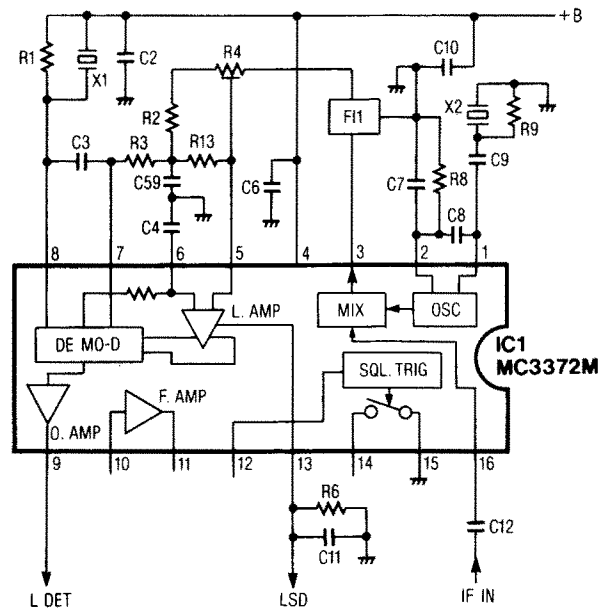 +B
R1
X1
C2
R4
C10
R2
FI1
X2
R9
C3
R3
R13
C59
C6
C7
R8
C9
C4
C8
8
7
6
5
4
3
2
1
L. AMP
MIX
OSC
DE MO-D
IC1
MC3372M
SQL. TRIG
F. AMP
O. AMP
9
10
11
12
13
14
15
16
R6
C11
C12
L DET
LSD
IF IN